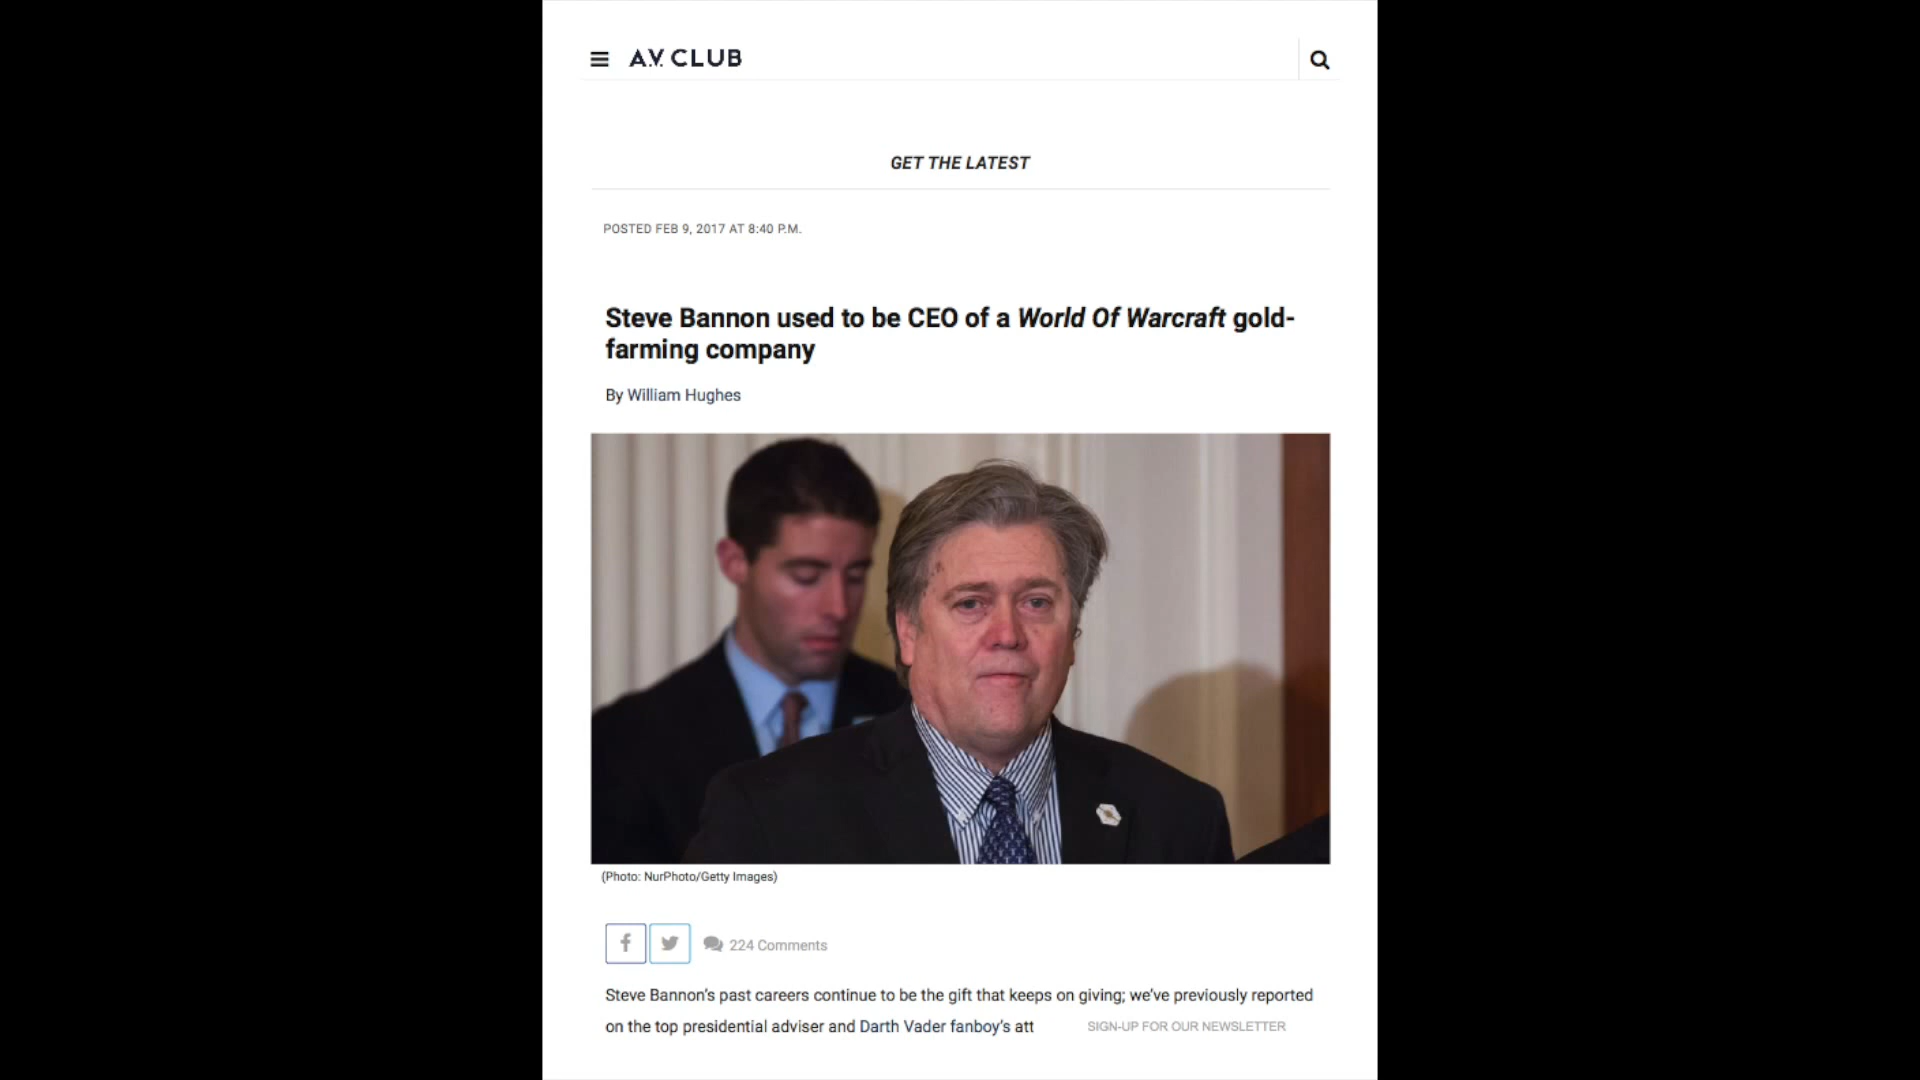 A.V. CLUB
GET THE LATEST
POSTED FEB 9, 2017 AT 8:40 P.M.
Steve Bannon used to be CEO of a World Of Warcraft gold-
farming company
By William Hughes
(Photo: NurPhoto/Getty Images)
224 Comments
Steve Bannon's past careers continue to be the gift that keeps on giving; we've previously reported
on the top presidential adviser and Darth Vader fanboy's att
SIGN-UP FOR OUR NEWSLETTER